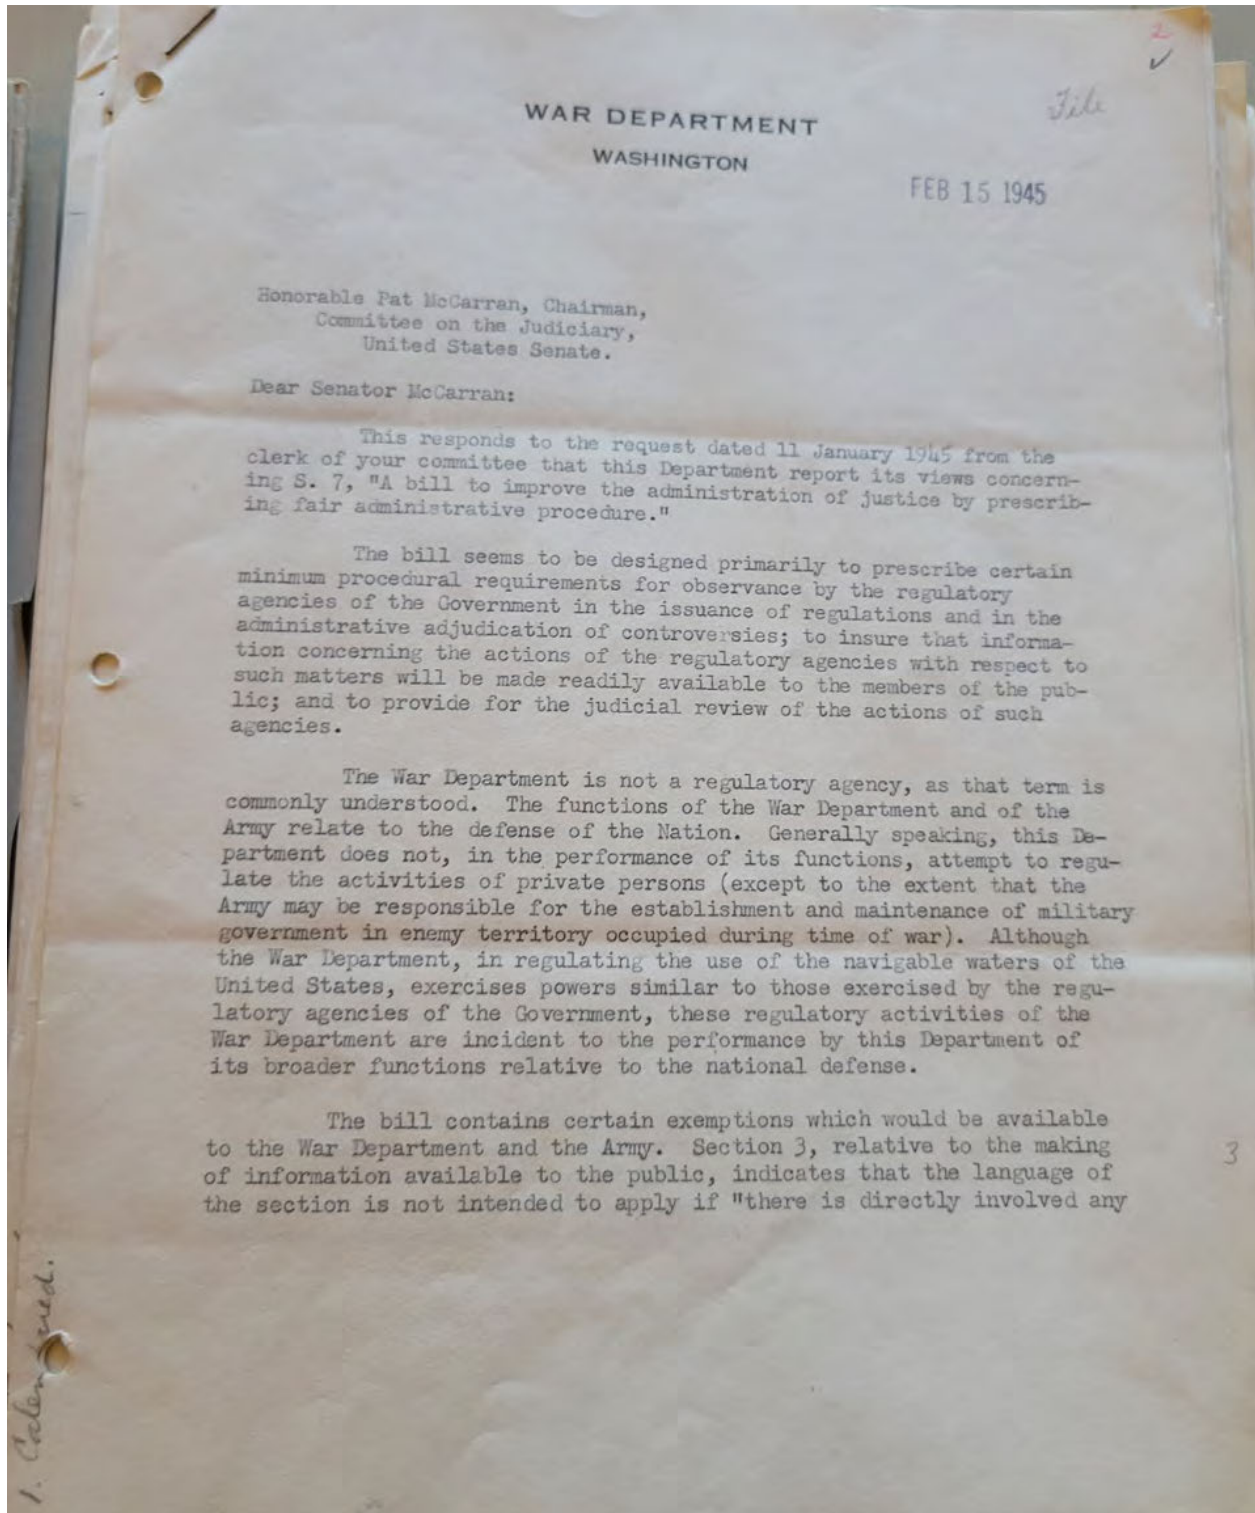 2
File
WAR DEPARTMENT
WASHINGTON
FEB 15 1945
Honorable Pat McCarran, Chairman,
Committee on the Judiciary,
United States Senate.
Dear Senator McCarran:
This responds to the request dated 11 January 1945 from the
clerk of your committee that this Department report its views concern-
ing S. 7, "A bill to improve the administration of justice by prescrib-
ing fair administrative procedure."
The bill seems to be designed primarily to prescribe certain
minimum procedural requirements for observance by the regulatory
agencies of the Government in the issuance of regulations and in the
administrative adjudication of controversies; to insure that informa-
tion concerning the actions of the regulatory agencies with respect to
such matters will be made readily available to the members of the pub-
lic; and to provide for the judicial review of the actions of such
agencies.
The War Department is not a regulatory agency, as that term is
commonly understood. The functions of the War Department and of the
Army relate to the defense of the Nation. Generally speaking, this De-
partment does not, in the performance of its functions, attempt to regu-
late the activities of private persons (except to the extent that the
Army may be responsible for the establishment and maintenance of military
government in enemy territory occupied during time of war). Although
the War Department, in regulating the use of the navigable waters of the
United States, exercises powers similar to those exercised by the regu-
latory agencies of the Government, these regulatory activities of the
War Department are incident to the performance by this Department of
its broader functions relative to the national defense.
The bill contains certain exemptions which would be available
to the War Department and the Army. Section 3, relative to the making
of information available to the public, indicates that the language of
the section is not intended to apply if "there is directly involved any
3
1.